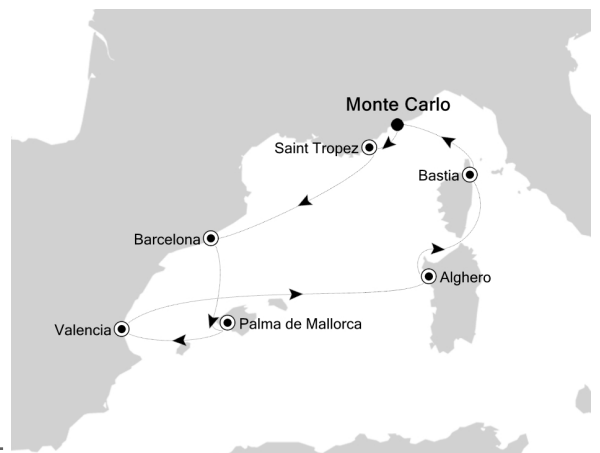 Monte Carlo
Saint Tropez
Bastia
Barcelona
Alghero
Valencia
Palma de Mallorca